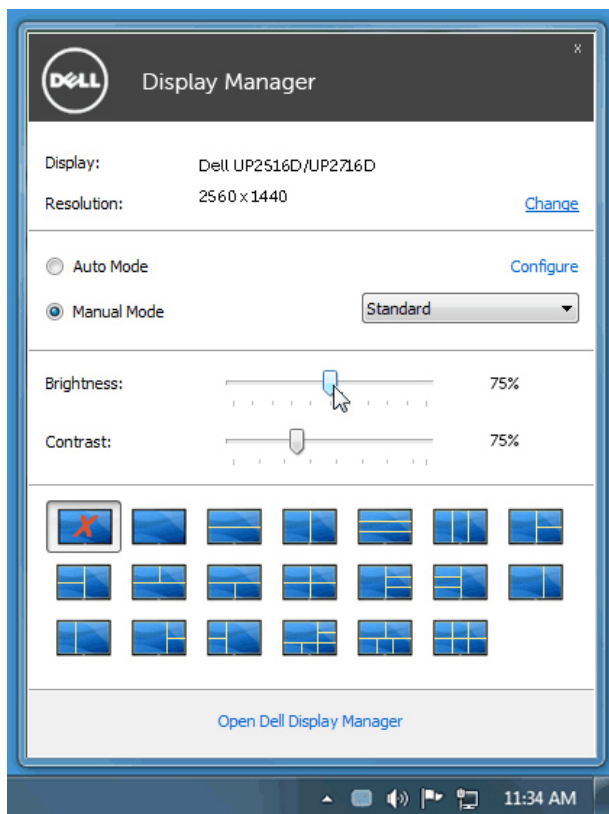 DELL Display Manager x
Display: Dell UP2516D/UP2716D
Resolution: 2560 x 1440 Change
Auto Mode Configure
Manual Mode Standard
Brightness: 75%
Contrast: 75%
Open Dell Display Manager
11:34 AM